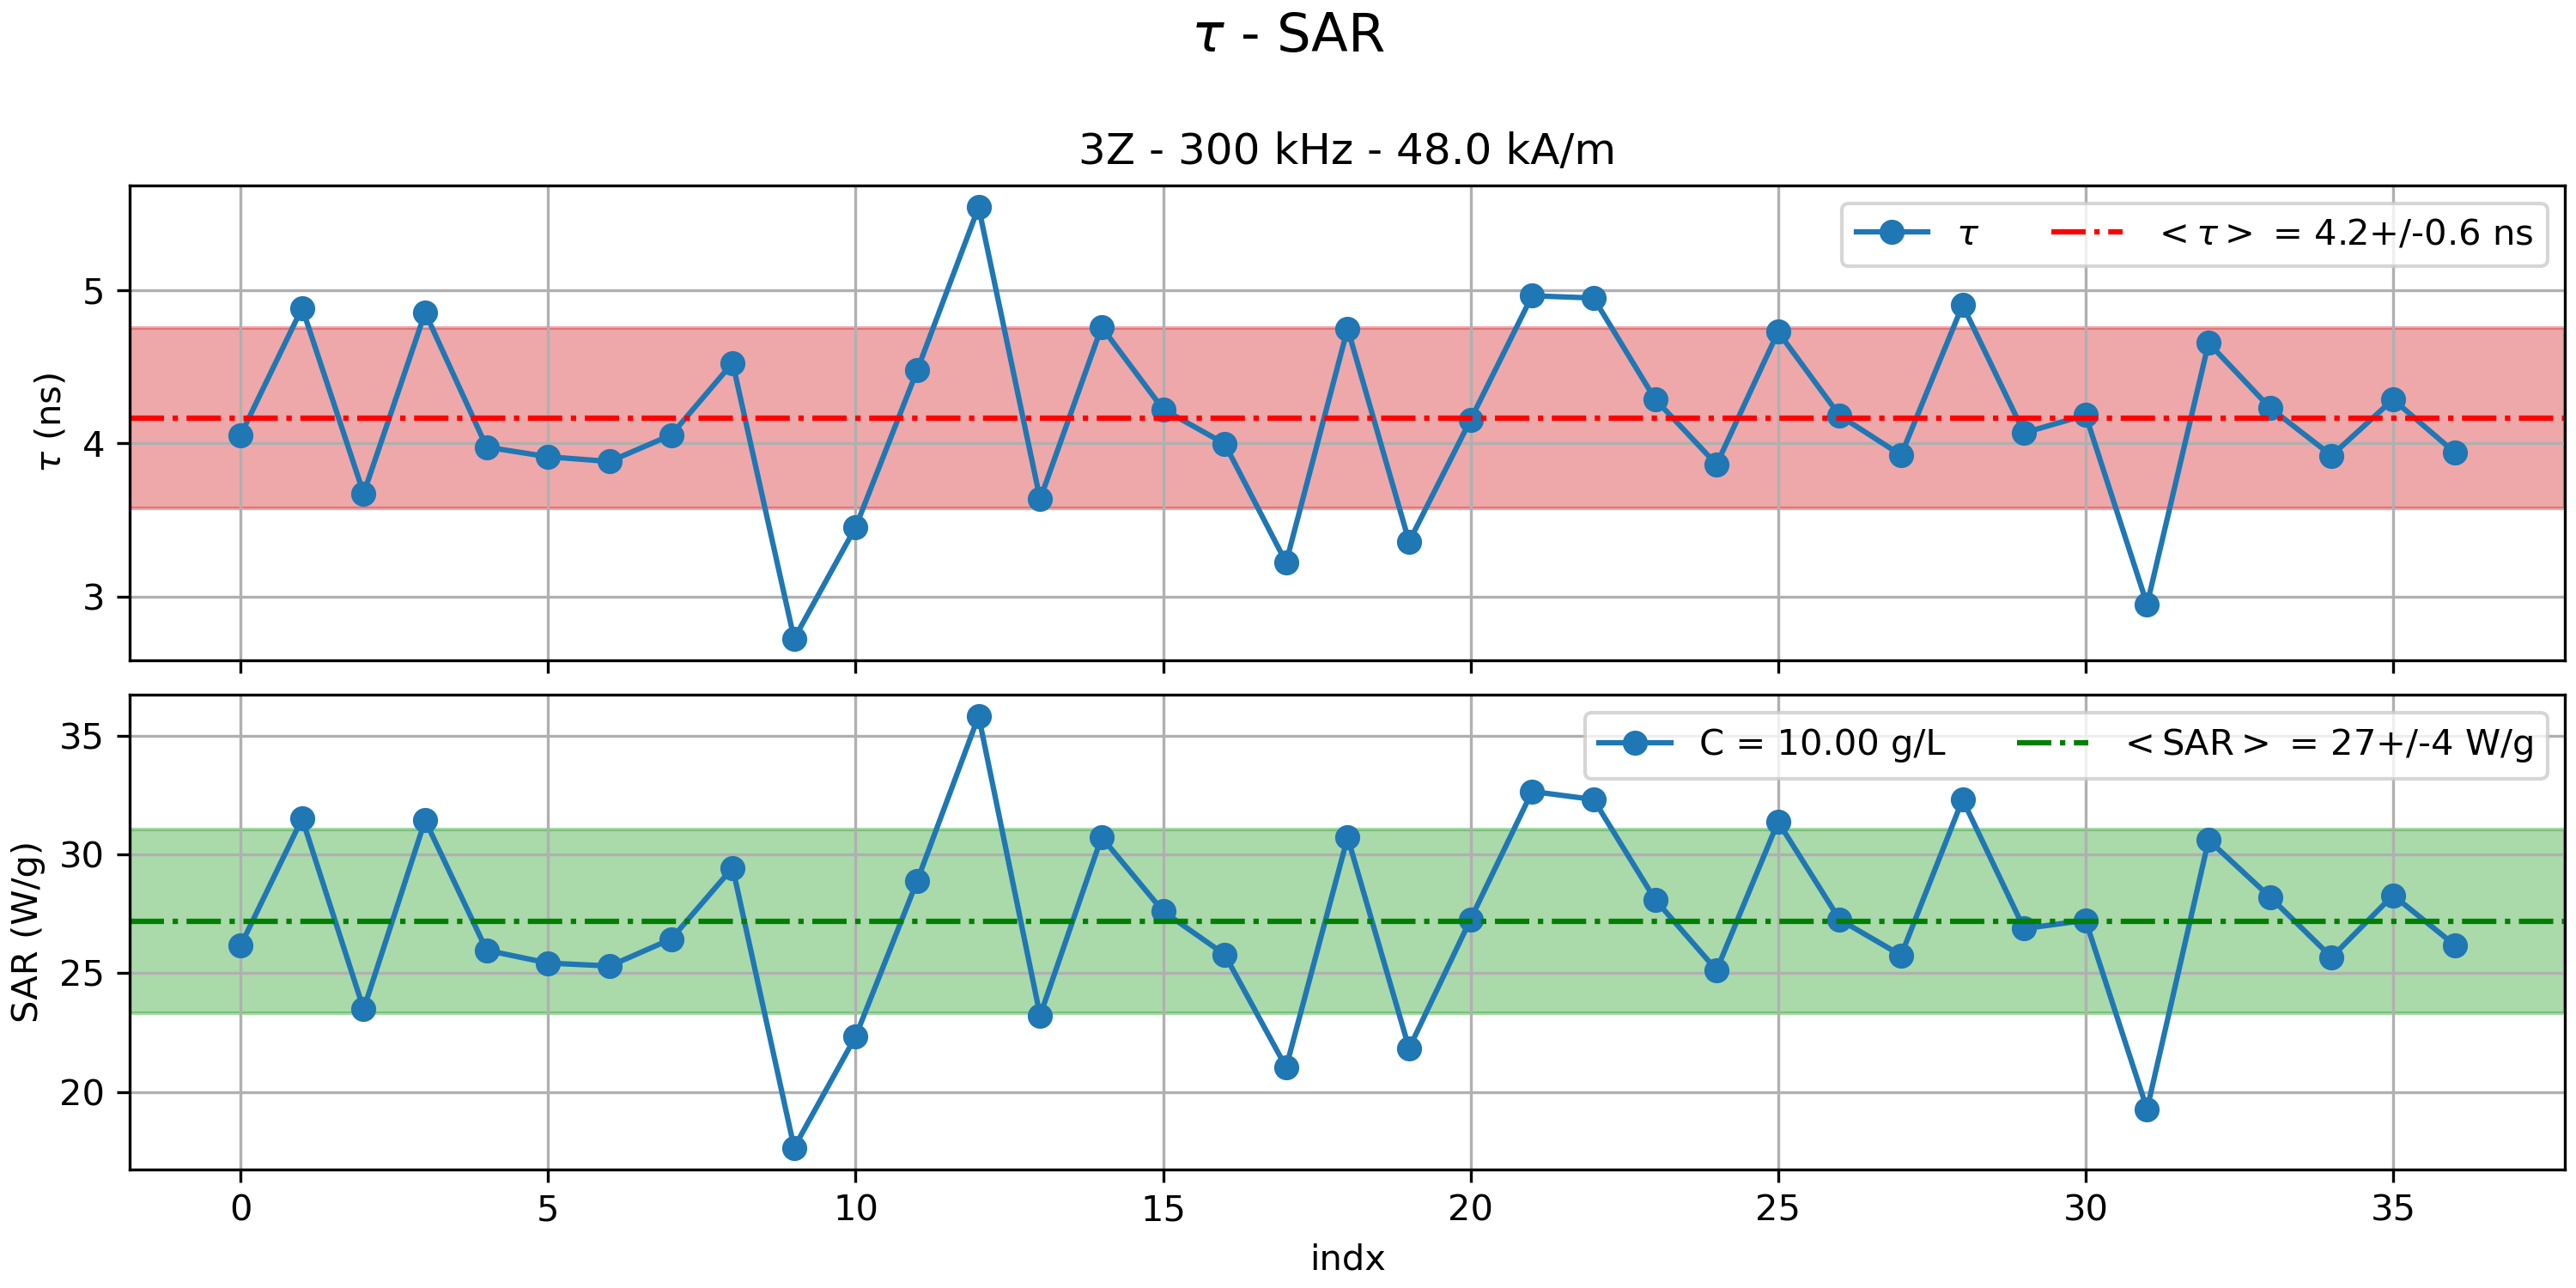 τ - SAR
3Z - 300 kHz - 48.0 kA/m
τ <τ> = 4.2+/-0.6 ns
5
4
3
τ (ns)
C = 10.00 g/L <SAR> = 27+/-4 W/g
35
30
25
20
SAR (W/g)
0 5 10 15 20 25 30 35
indx